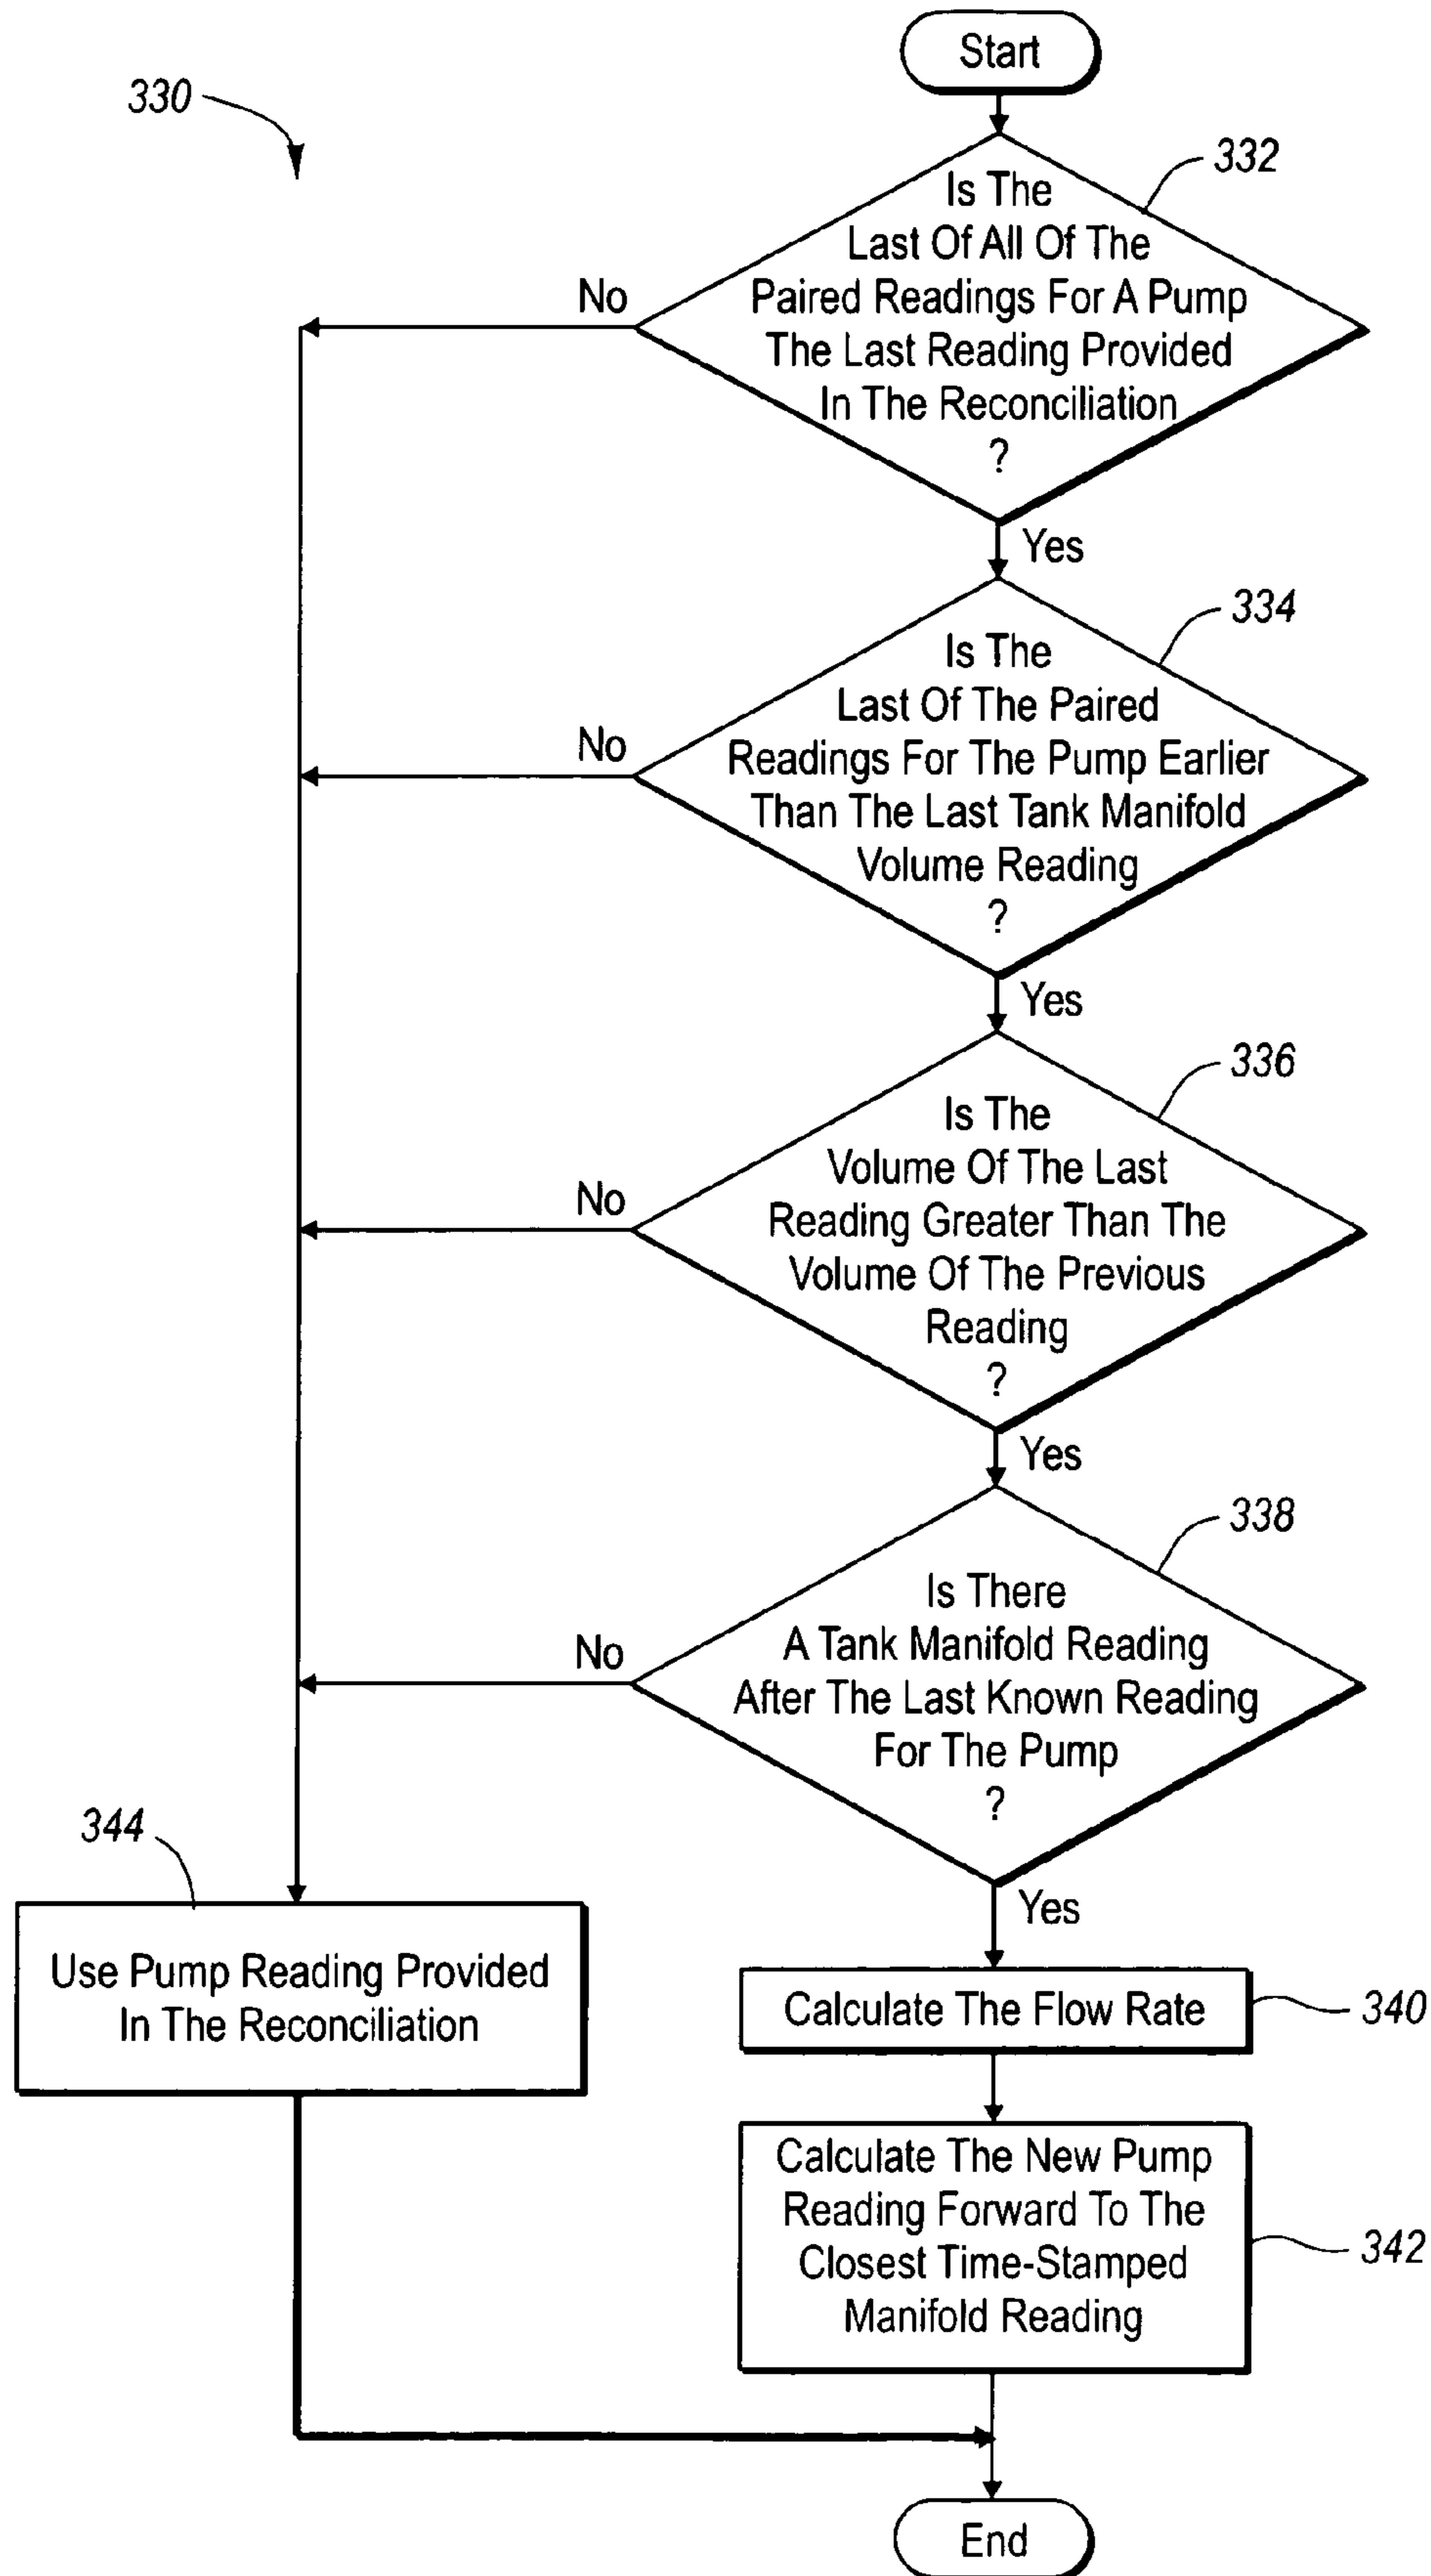 Start
330
332
Is The
Last Of All Of The
Paired Readings For A Pump
The Last Reading Provided
In The Reconciliation
?
No
Yes
334
Is The
Last Of The Paired
Readings For The Pump Earlier
Than The Last Tank Manifold
Volume Reading
?
No
Yes
336
Is The
Volume Of The Last
Reading Greater Than The
Volume Of The Previous
Reading
?
No
Yes
338
Is There
A Tank Manifold Reading
After The Last Known Reading
For The Pump
?
No
Yes
344
Use Pump Reading Provided
In The Reconciliation
Calculate The Flow Rate
340
Calculate The New Pump
Reading Forward To The
Closest Time-Stamped
Manifold Reading
342
End